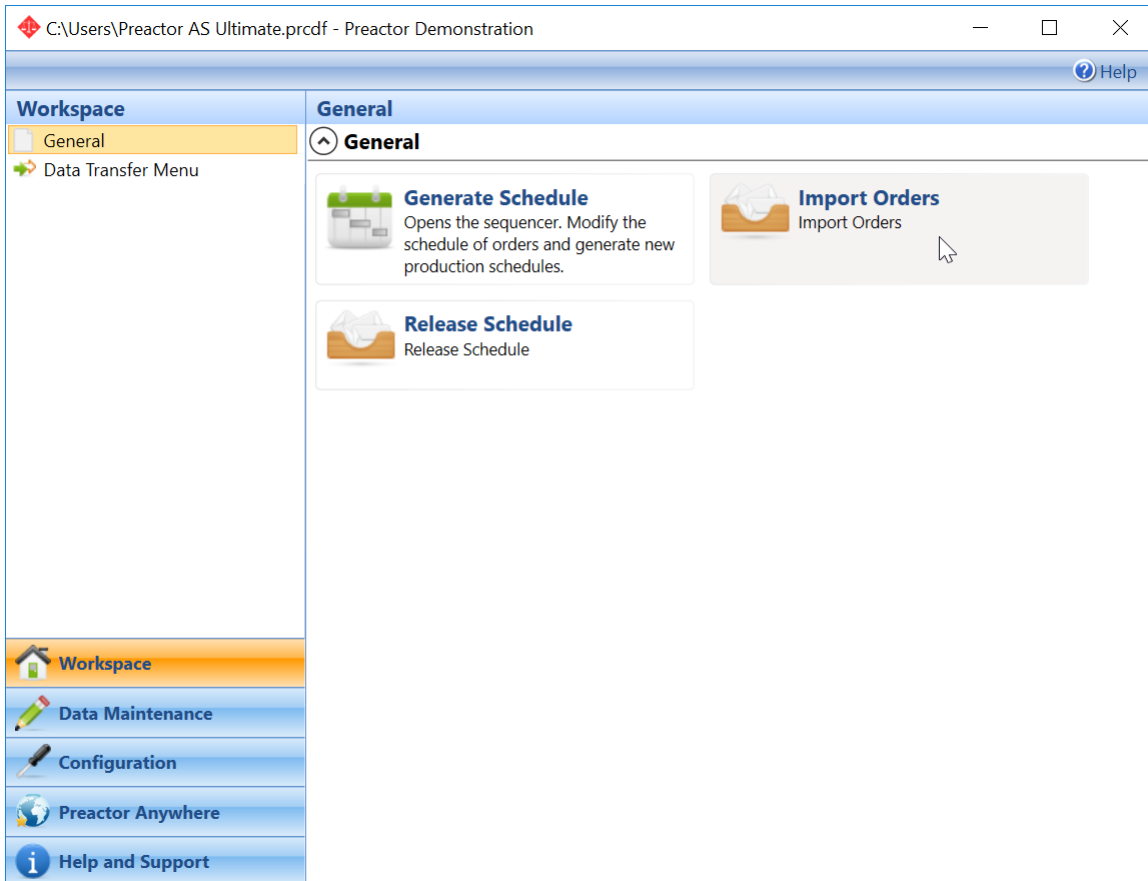 C:\Users\Preactor AS Ultimate.prcdf - Preactor Demonstration
Help
Workspace
General
Data Transfer Menu
General
General
Generate Schedule
Opens the sequencer. Modify the
schedule of orders and generate new
production schedules.
Import Orders
Import Orders
Release Schedule
Release Schedule
Workspace
Data Maintenance
Configuration
Preactor Anywhere
Help and Support